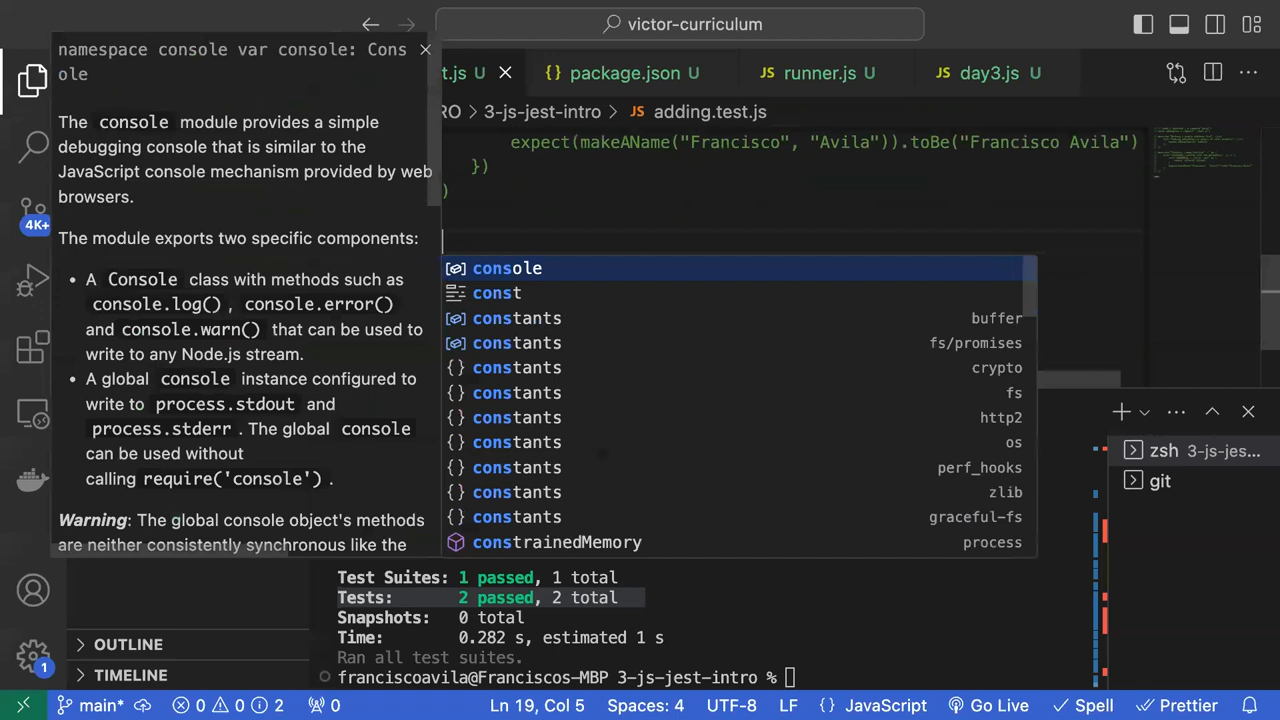 victor-curriculum
namespace console var console: Cons
ole
t.js U
package.json U
JS runner.js U
JS day3.js U
RO > 3-js-jest-intro > JS adding.test.js
The console module provides a simple
debugging console that is similar to the
JavaScript console mechanism provided by web
browsers.
The module exports two specific components:
• A Console class with methods such as
console.log() , console.error()
and console.warn() that can be used to
write to any Node.js stream.
• A global console instance configured to
write to process.stdout and
process.stderr . The global console
can be used without
calling require('console') .
Warning: The global console object's methods
are neither consistently synchronous like the
4K+
expect(makeAName("Francisco", "Avila")).toBe("Francisco Avila")
})
)
console
const
constants buffer
constants fs/promises
constants crypto
constants fs
constants http2
constants os
constants perf_hooks
constants zlib
constants graceful-fs
constrainedMemory process
zsh 3-js-jes...
git
Test Suites: 1 passed, 1 total
Tests: 2 passed, 2 total
Snapshots: 0 total
Time: 0.282 s, estimated 1 s
Ran all test suites.
franciscoavila@Franciscos-MBP 3-js-jest-intro %
OUTLINE
TIMELINE
1
main* 0 0 2 0 Ln 19, Col 5 Spaces: 4 UTF-8 LF {} JavaScript Go Live Spell Prettier